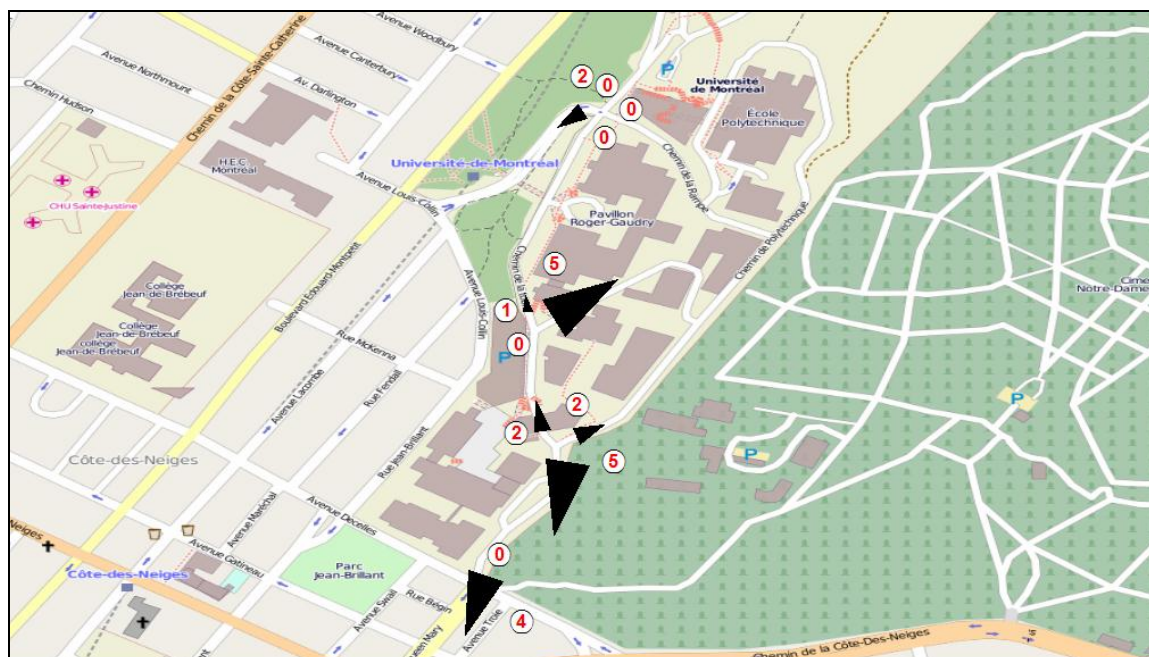 Avenue Woodbury
Avenue Canterbury
Avenue Northmount
Av. Darlington
Chemin Hudson
Chemin de la Côte-Sainte-Catherine
P
2
0
0
0
Université
de Montréal
École
Polytechnique
H.E.C.
Montréal
Université-de-Montréal
CHU Sainte-Justine
Avenue Louis-Colin
Chemin de la Rampe
Pavillon
Roger-Gaudry
Chemin de Polytechnique
Boulevard Édouard-Montpetit
Avenue Louis-Colin
Chemin de la
5
Notre-Dame
Collège
Jean-de-Brébeuf
Collège
Jean-de-Brébeuf
collège
Jean-de-Brébeuf
1
0
P
Rue McKenna
Avenue Lacombe
Rue Fendall
P
2
2
Côte-des-Neiges
Rue Jean-Brillant
P
5
Avenue Decelles
Avenue Maréchal
Neiges
Avenue Gatineau
0
Côte-des-Neiges
Parc
Jean-Brillant
Rue Bégin
Avenue Swail
Avenue Troie
4
Queen Mary
Chemin de la Côte-Des-Neiges